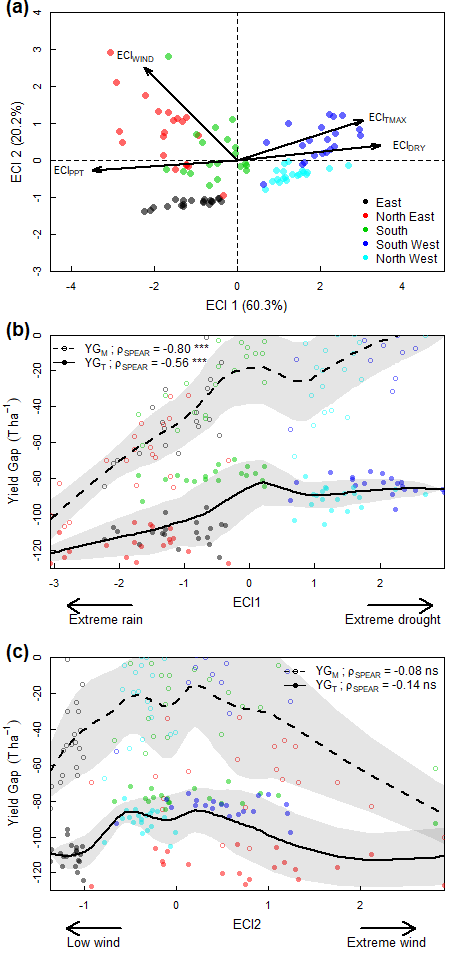 (a)
4
3
2
1
0
-1
-2
-3
ECI 2 (20.2%)
ECI_WIND
ECI_TMAX
ECI_DRY
ECI_PPT
East
North East
South
South West
North West
-4
-2
0
2
4
ECI 1 (60.3%)
(b)
0
-20
-40
-60
-80
-100
-120
Yield Gap (T ha⁻¹)
YG_M ; ρ_SPEAR = -0.80 ***
YG_T ; ρ_SPEAR = -0.56 ***
-3
-2
-1
0
1
2
ECI1
Extreme rain
Extreme drought
(c)
0
-20
-40
-60
-80
-100
-120
Yield Gap (T ha⁻¹)
YG_M ; ρ_SPEAR = -0.08 ns
YG_T ; ρ_SPEAR = -0.14 ns
-1
0
1
2
ECI2
Low wind
Extreme wind